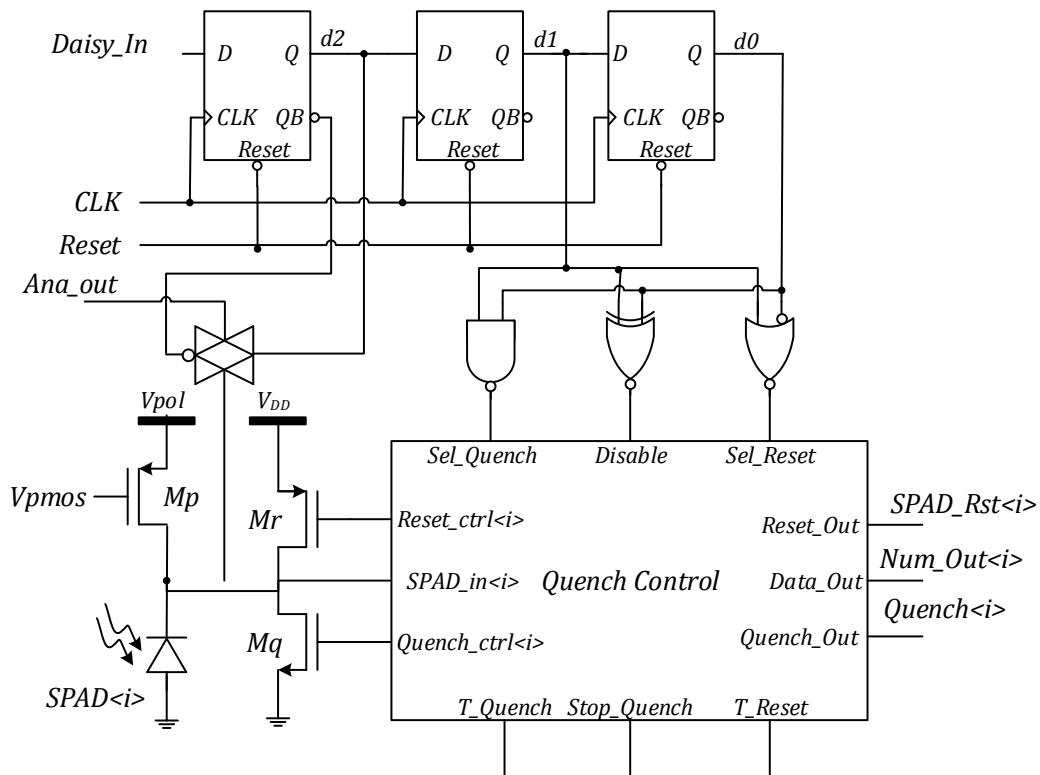 d2 d1 d0
Daisy_In D Q D Q D Q
CLK QB CLK QB CLK QB
Reset Reset Reset
CLK
Reset
Ana_out
Vpol VDD
Sel_Quench Disable Sel_Reset
Vpmos Mp Mr Reset_ctrl<i> Reset_Out SPAD_Rst<i>
SPAD_in<i> Quench Control Data_Out Num_Out<i>
Mq Quench_ctrl<i> Quench_Out Quench<i>
SPAD<i>
T_Quench Stop_Quench T_Reset